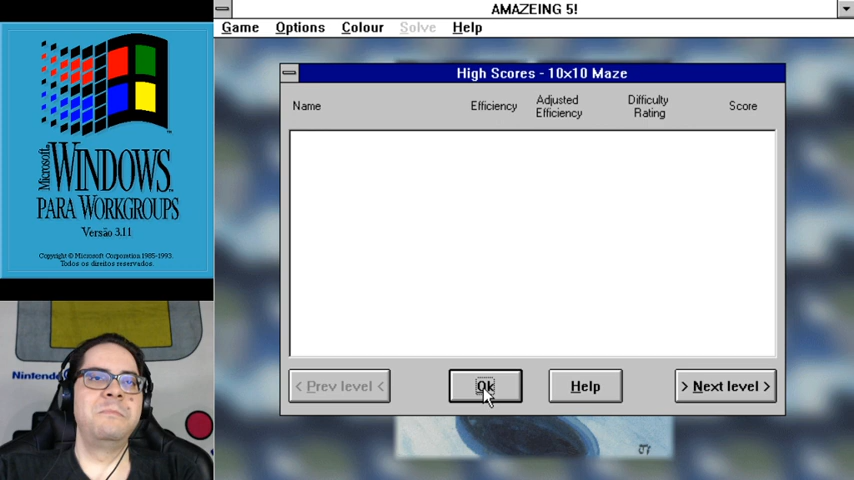 AMAZEING 5!
Game Options Colour Solve Help
High Scores - 10x10 Maze
Name Efficiency Adjusted Efficiency Difficulty Rating Score
< Prev level < Ok Help > Next level >
Microsoft
WINDOWS
PARA WORKGROUPS
Versão 3.11
Copyright © Microsoft Corporation 1985-1993.
Todos os direitos reservados.
Nintendo